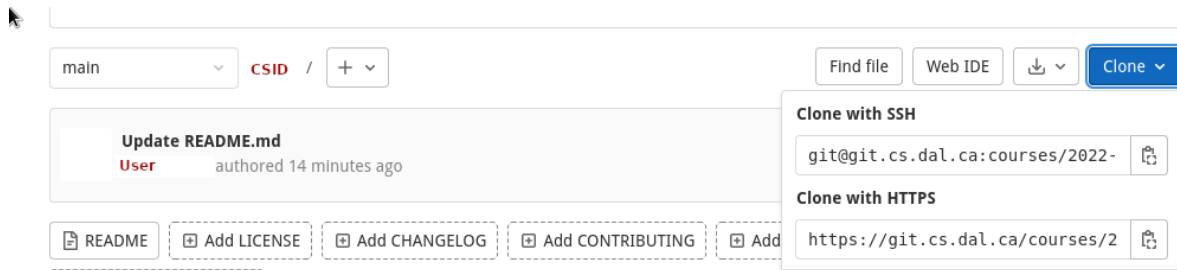 main CSID / + Find file Web IDE Clone
Clone with SSH
Update README.md
User authored 14 minutes ago
git@git.cs.dal.ca:courses/2022-
Clone with HTTPS
README Add LICENSE Add CHANGELOG Add CONTRIBUTING Add
https://git.cs.dal.ca/courses/2